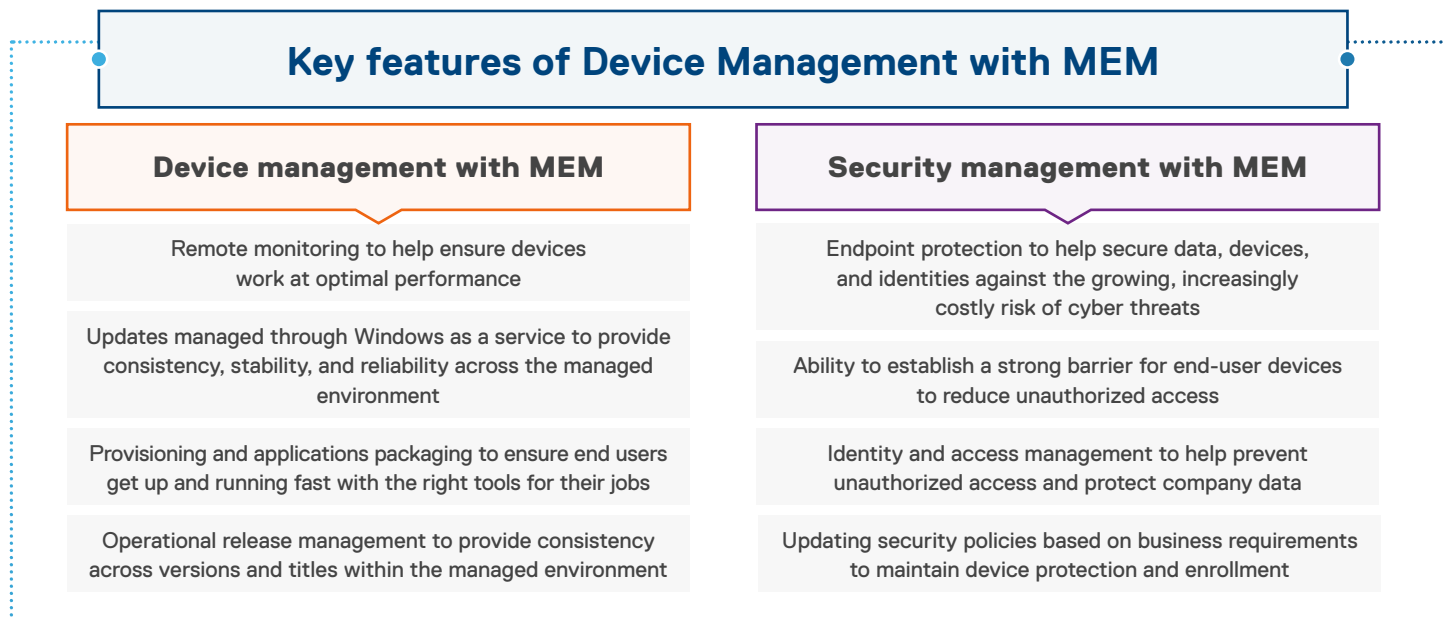 Key features of Device Management with MEM
Device management with MEM
Remote monitoring to help ensure devices
work at optimal performance
Updates managed through Windows as a service to provide
consistency, stability, and reliability across the managed
environment
Provisioning and applications packaging to ensure end users
get up and running fast with the right tools for their jobs
Operational release management to provide consistency
across versions and titles within the managed environment
Security management with MEM
Endpoint protection to help secure data, devices,
and identities against the growing, increasingly
costly risk of cyber threats
Ability to establish a strong barrier for end-user devices
to reduce unauthorized access
Identity and access management to help prevent
unauthorized access and protect company data
Updating security policies based on business requirements
to maintain device protection and enrollment